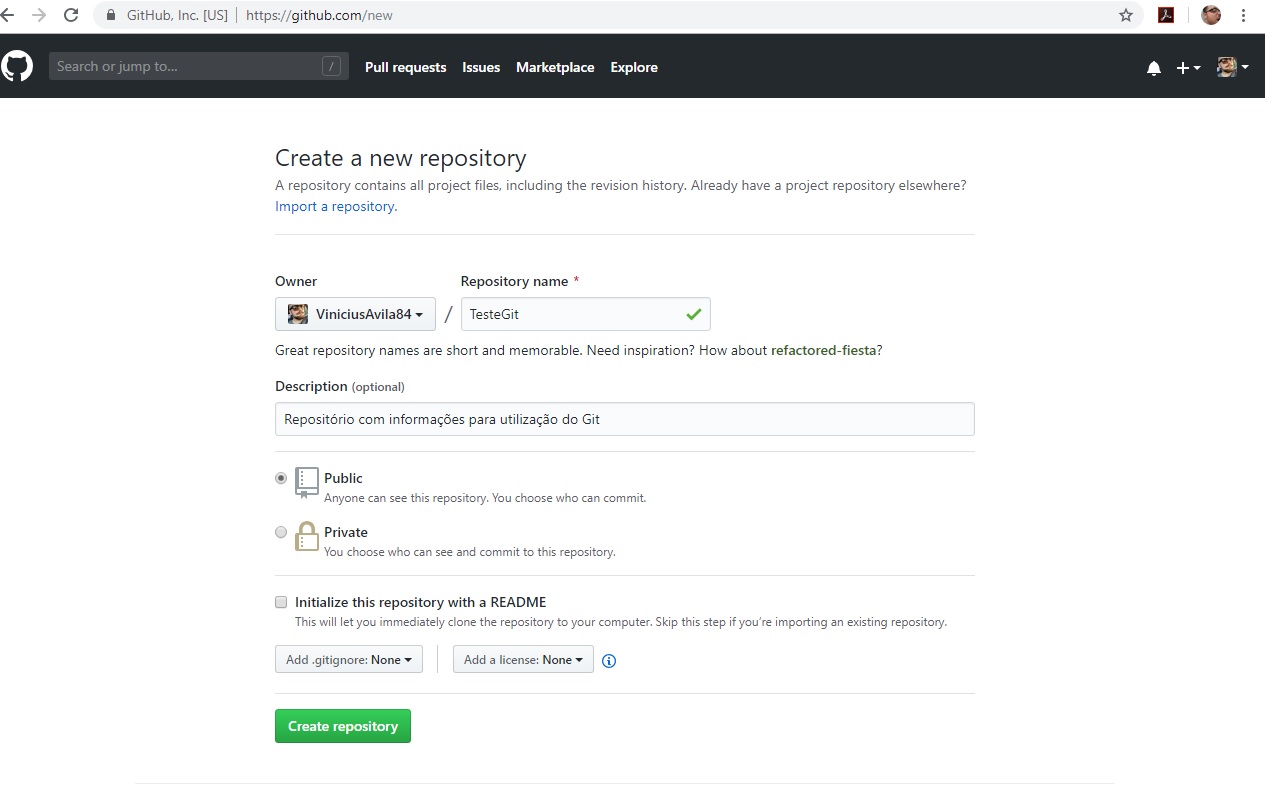 GitHub, Inc. [US] | https://github.com/new
Search or jump to... /
Pull requests Issues Marketplace Explore
Create a new repository
A repository contains all project files, including the revision history. Already have a project repository elsewhere?
Import a repository.
Owner Repository name *
ViniciusAvila84 / TesteGit
Great repository names are short and memorable. Need inspiration? How about refactored-fiesta?
Description (optional)
Repositório com informações para utilização do Git
Public
Anyone can see this repository. You choose who can commit.
Private
You choose who can see and commit to this repository.
Initialize this repository with a README
This will let you immediately clone the repository to your computer. Skip this step if you're importing an existing repository.
Add .gitignore: None Add a license: None
Create repository